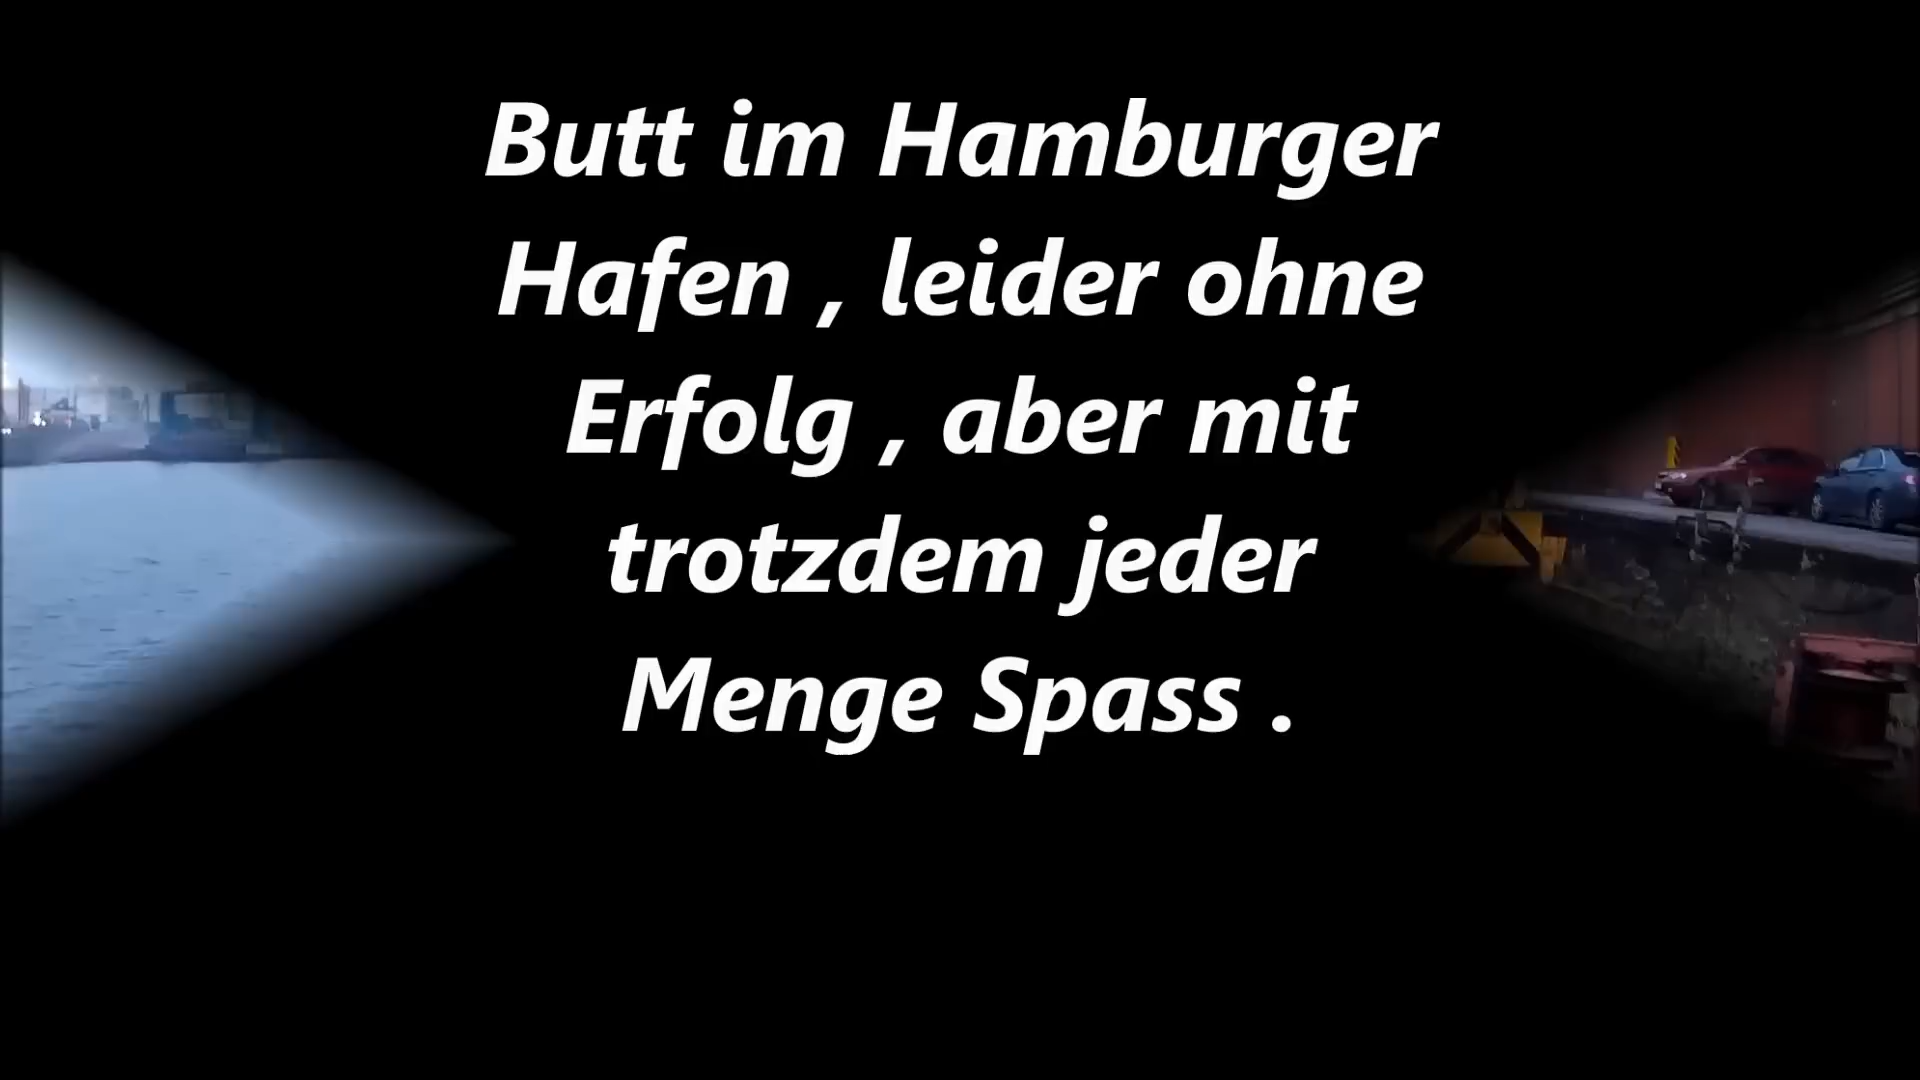 Butt im Hamburger
Hafen , leider ohne
Erfolg , aber mit
trotzdem jeder
Menge Spass .